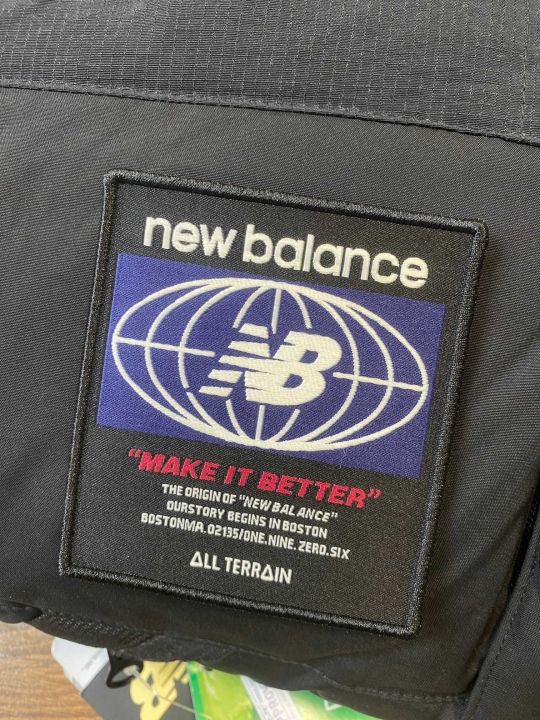 new balance
NB
"MAKE IT BETTER"
THE ORIGIN OF "NEW BALANCE"
OURSTORY BEGINS IN BOSTON
BOSTONMA. 02135/ONE. NINE. ZERO. SIX
ALL TERRAIN